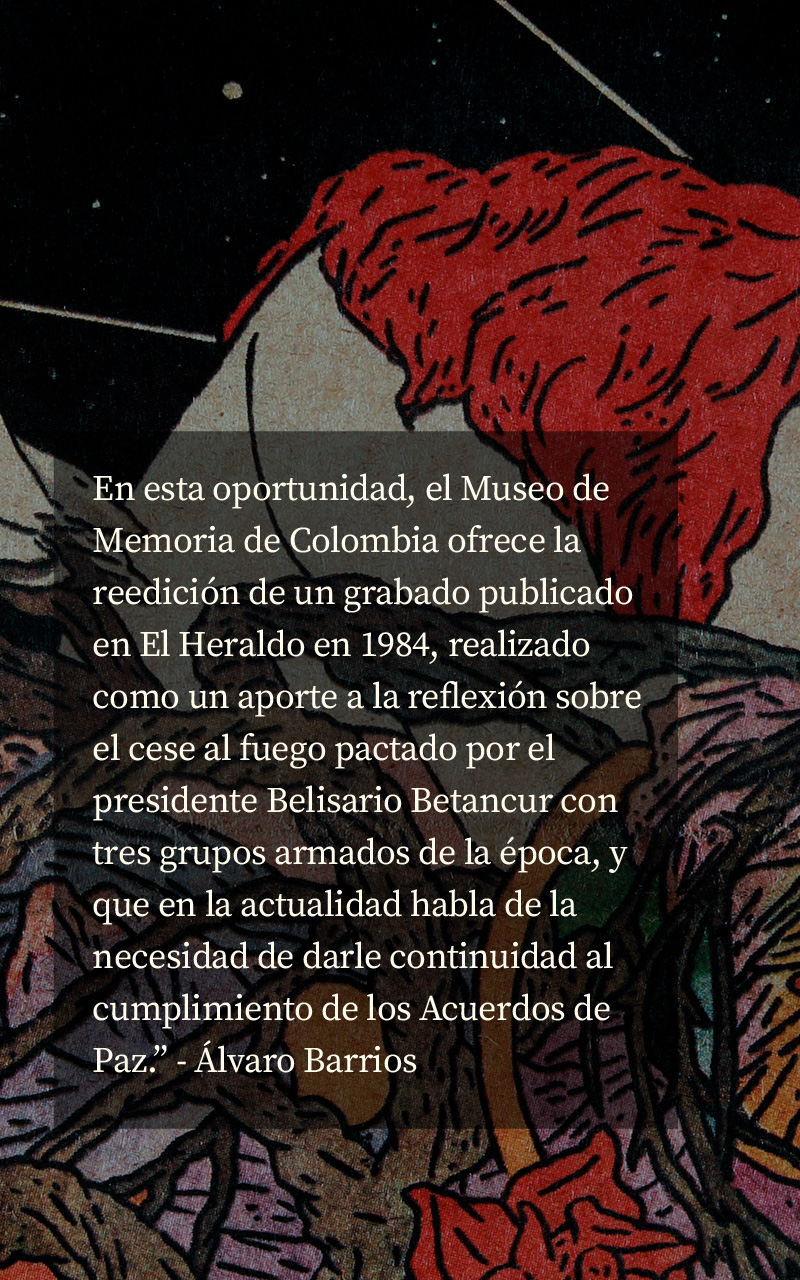 En esta oportunidad, el Museo de
Memoria de Colombia ofrece la
reedición de un grabado publicado
en El Heraldo en 1984, realizado
como un aporte a la reflexión sobre
el cese al fuego pactado por el
presidente Belisario Betancur con
tres grupos armados de la época, y
que en la actualidad habla de la
necesidad de darle continuidad al
cumplimiento de los Acuerdos de
Paz.” - Álvaro Barrios